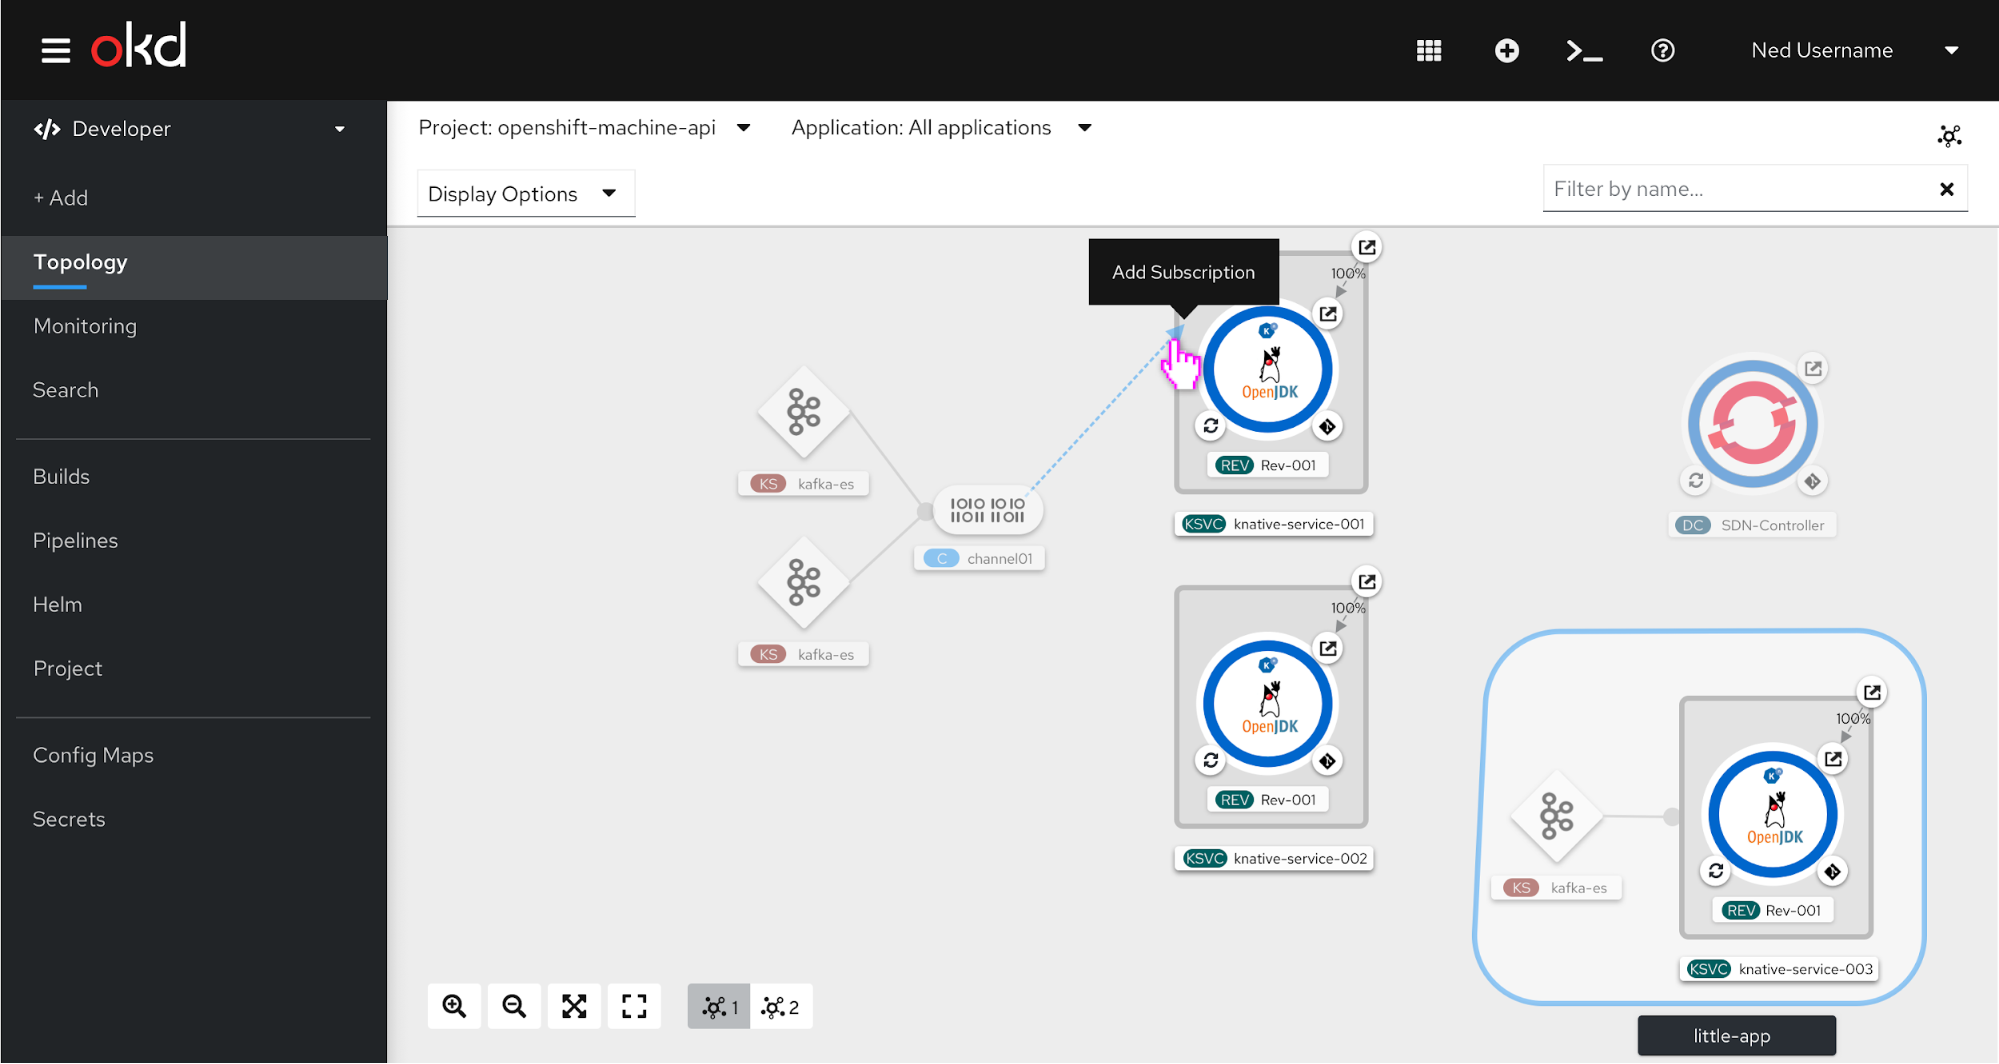 okd
Ned Username
Developer
Project: openshift-machine-api
Application: All applications
Display Options
Filter by name...
+ Add
Topology
Monitoring
Search
Builds
Pipelines
Helm
Project
Config Maps
Secrets
Add Subscription
100%
K
OpenJDK
REV Rev-001
KSVC knative-service-001
KS kafka-es
1010 1010
11011 11011
C channel01
KS kafka-es
DC SDN-Controller
100%
K
OpenJDK
REV Rev-001
KSVC knative-service-002
100%
K
OpenJDK
KS kafka-es
REV Rev-001
KSVC knative-service-003
little-app
1
2